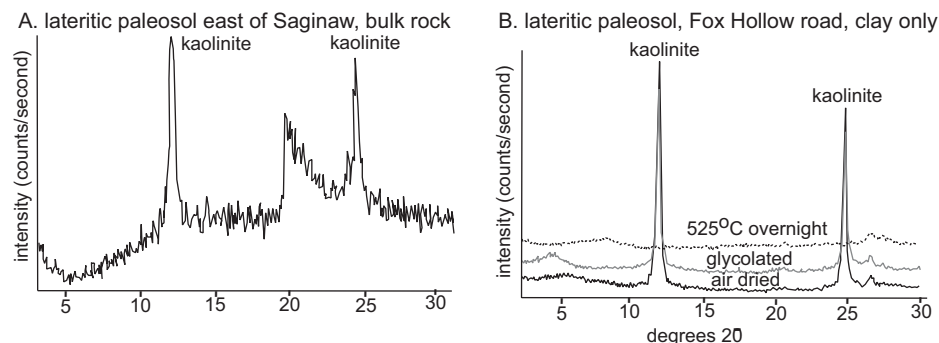 A. lateritic paleosol east of Saginaw, bulk rock
kaolinite
kaolinite
intensity (counts/second)
5 10 15 20 25 30
B. lateritic paleosol, Fox Hollow road, clay only
kaolinite
kaolinite
intensity (counts/second)
525°C overnight
glycolated
air dried
5 10 15 20 25 30
degrees 2θ